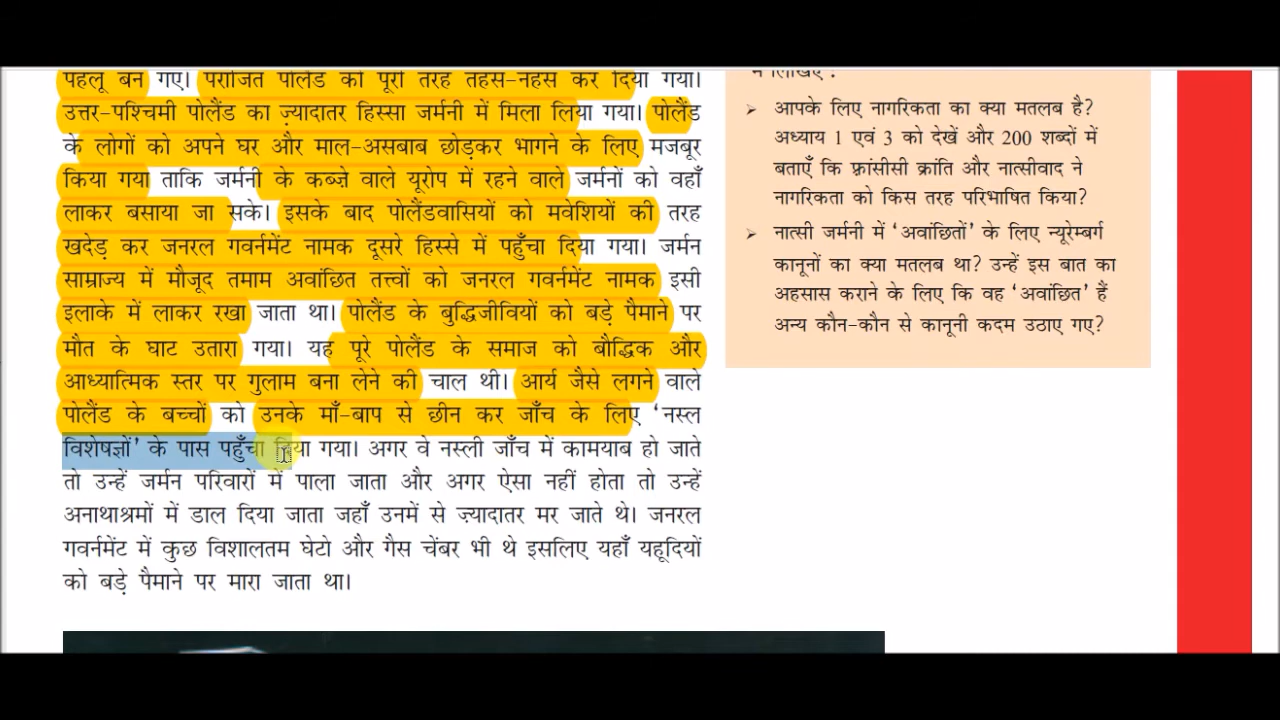 पहलू बन गए। पराजित पोलैंड को पूरी तरह तहस-नहस कर दिया गया।
उत्तर-पश्चिमी पोलैंड का ज़्यादातर हिस्सा जर्मनी में मिला लिया गया। पोलैंड
के लोगों को अपने घर और माल-असबाब छोड़कर भागने के लिए मजबूर
किया गया ताकि जर्मनी के कब्ज़े वाले यूरोप में रहने वाले जर्मनों को वहाँ
लाकर बसाया जा सके। इसके बाद पोलैंडवासियों को मवेशियों की तरह
खदेड़ कर जनरल गवर्नमेंट नामक दूसरे हिस्से में पहुँचा दिया गया। जर्मन
साम्राज्य में मौजूद तमाम अवांछित तत्त्वों को जनरल गवर्नमेंट नामक इसी
इलाके में लाकर रखा जाता था। पोलैंड के बुद्धिजीवियों को बड़े पैमाने पर
मौत के घाट उतारा गया। यह पूरे पोलैंड के समाज को बौद्धिक और
आध्यात्मिक स्तर पर गुलाम बना लेने की चाल थी। आर्य जैसे लगने वाले
पोलैंड के बच्चों को उनके माँ-बाप से छीन कर जाँच के लिए ‘नस्ल
विशेषज्ञों’ के पास पहुँचा दिया गया। अगर वे नस्ली जाँच में कामयाब हो जाते
तो उन्हें जर्मन परिवारों में पाला जाता और अगर ऐसा नहीं होता तो उन्हें
अनाथाश्रमों में डाल दिया जाता जहाँ उनमें से ज़्यादातर मर जाते थे। जनरल
गवर्नमेंट में कुछ विशालतम घेटो और गैस चेंबर भी थे इसलिए यहाँ यहूदियों
को बड़े पैमाने पर मारा जाता था।
में लिखिए :
➢ आपके लिए नागरिकता का क्या मतलब है?
अध्याय 1 एवं 3 को देखें और 200 शब्दों में
बताएँ कि फ़्रांसीसी क्रांति और नात्सीवाद ने
नागरिकता को किस तरह परिभाषित किया?
➢ नात्सी जर्मनी में ‘अवांछितों’ के लिए न्यूरेम्बर्ग
कानूनों का क्या मतलब था? उन्हें इस बात का
अहसास कराने के लिए कि वह ‘अवांछित’ हैं
अन्य कौन-कौन से कानूनी कदम उठाए गए?